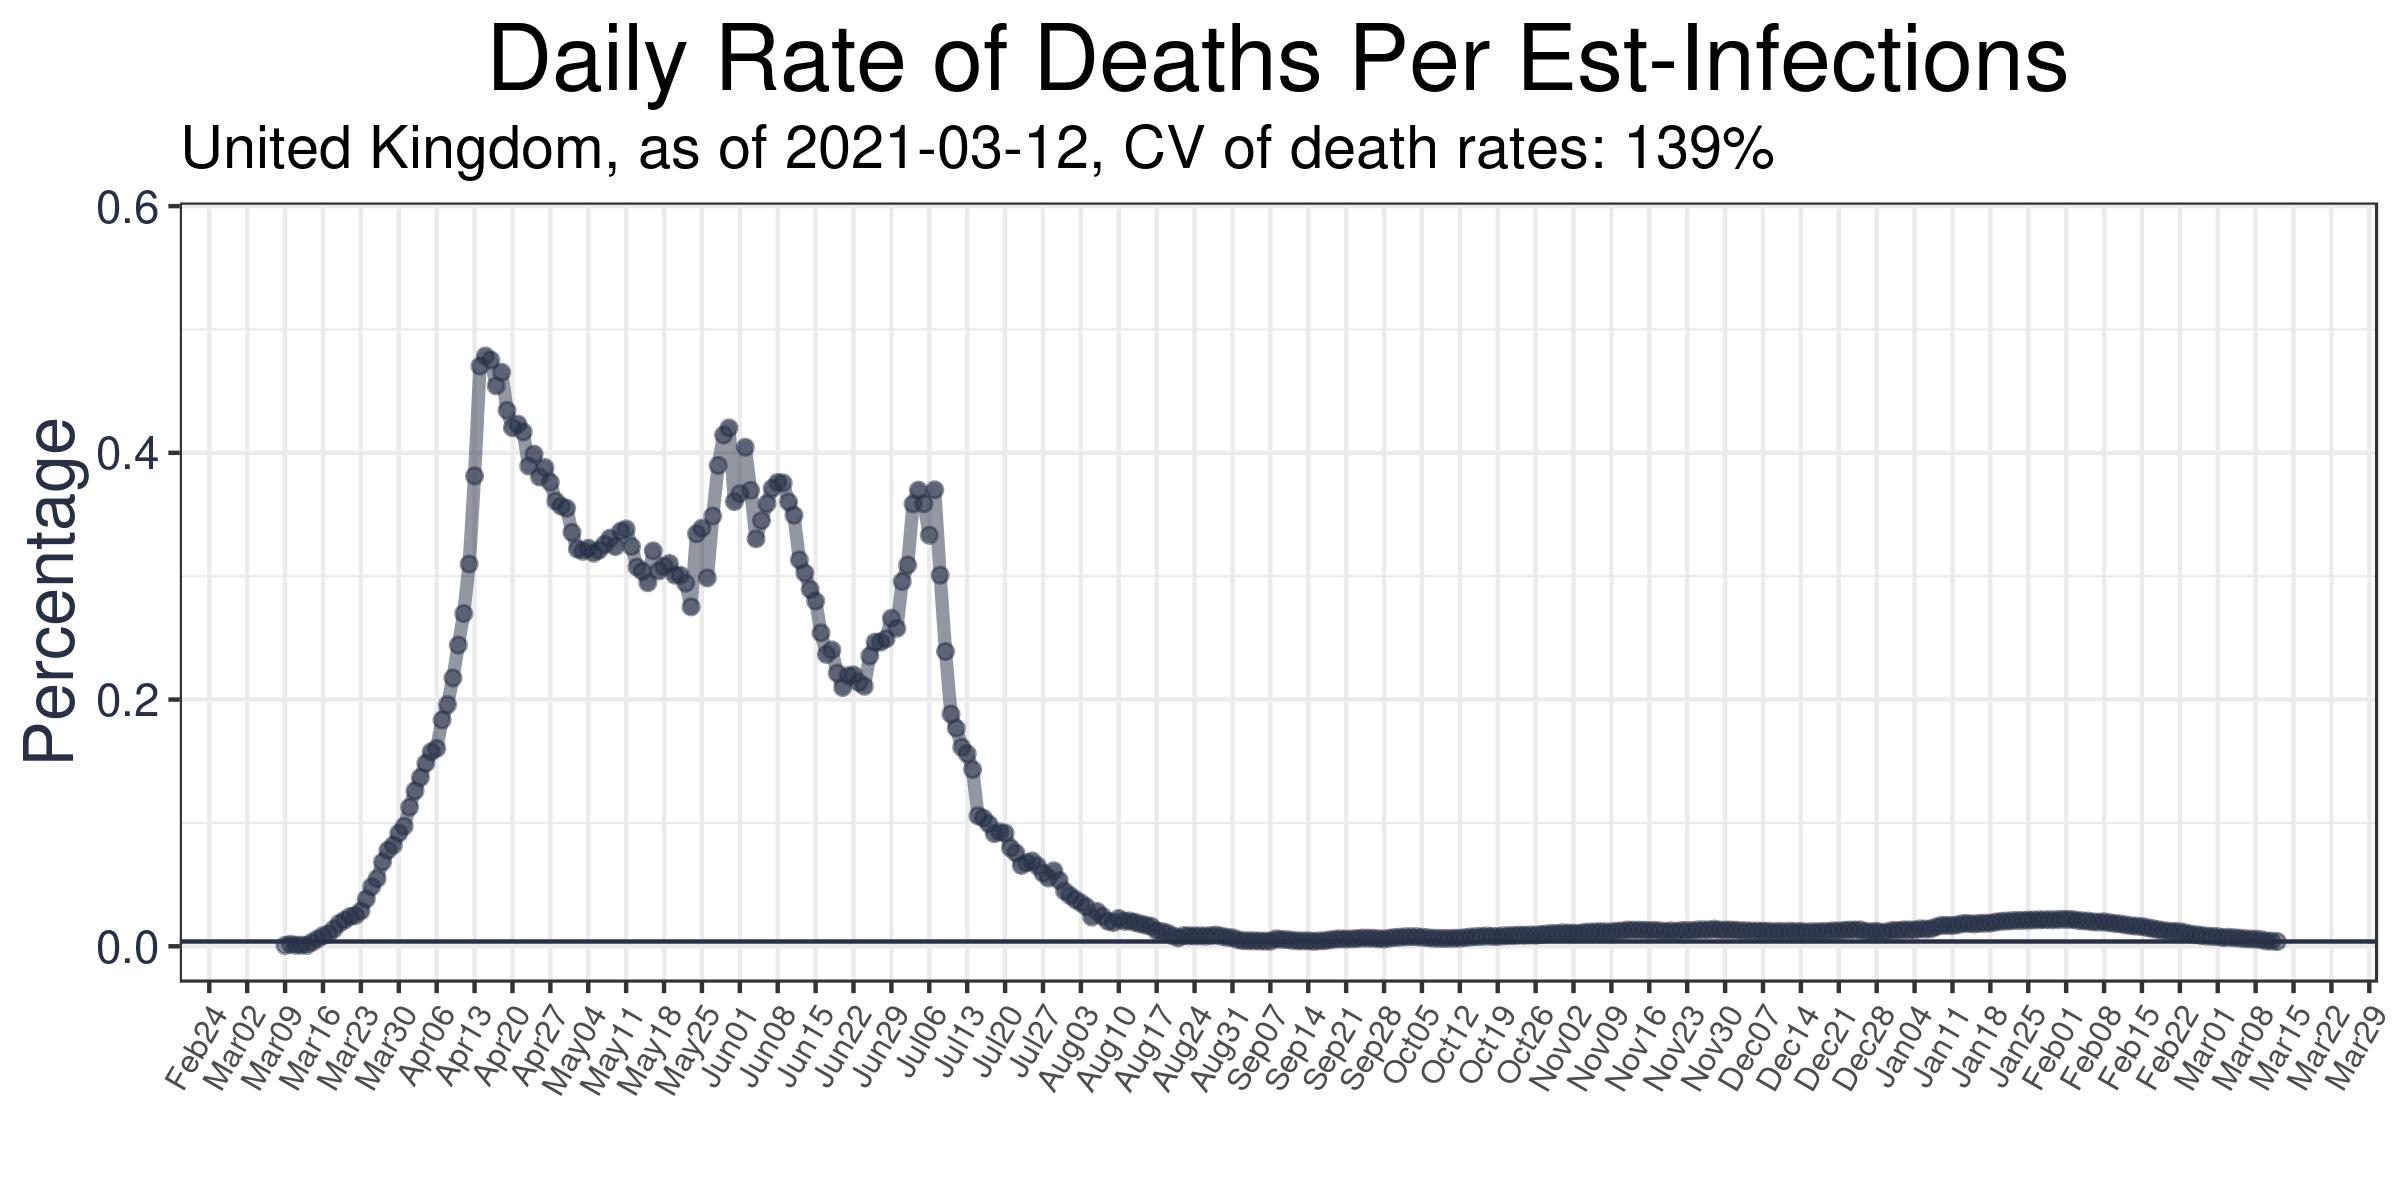 Daily Rate of Deaths Per Est-Infections
United Kingdom, as of 2021-03-12, CV of death rates: 139%
Percentage
0.6
0.4
0.2
0.0
Feb24
Mar02
Mar09
Mar16
Mar23
Mar30
Apr06
Apr13
Apr20
Apr27
May04
May11
May18
May25
Jun01
Jun08
Jun15
Jun22
Jun29
Jul06
Jul13
Jul20
Jul27
Aug03
Aug10
Aug17
Aug24
Aug31
Sep07
Sep14
Sep21
Sep28
Oct05
Oct12
Oct19
Oct26
Nov02
Nov09
Nov16
Nov23
Nov30
Dec07
Dec14
Dec21
Dec28
Jan04
Jan11
Jan18
Jan25
Feb01
Feb08
Feb15
Feb22
Mar01
Mar08
Mar15
Mar22
Mar29